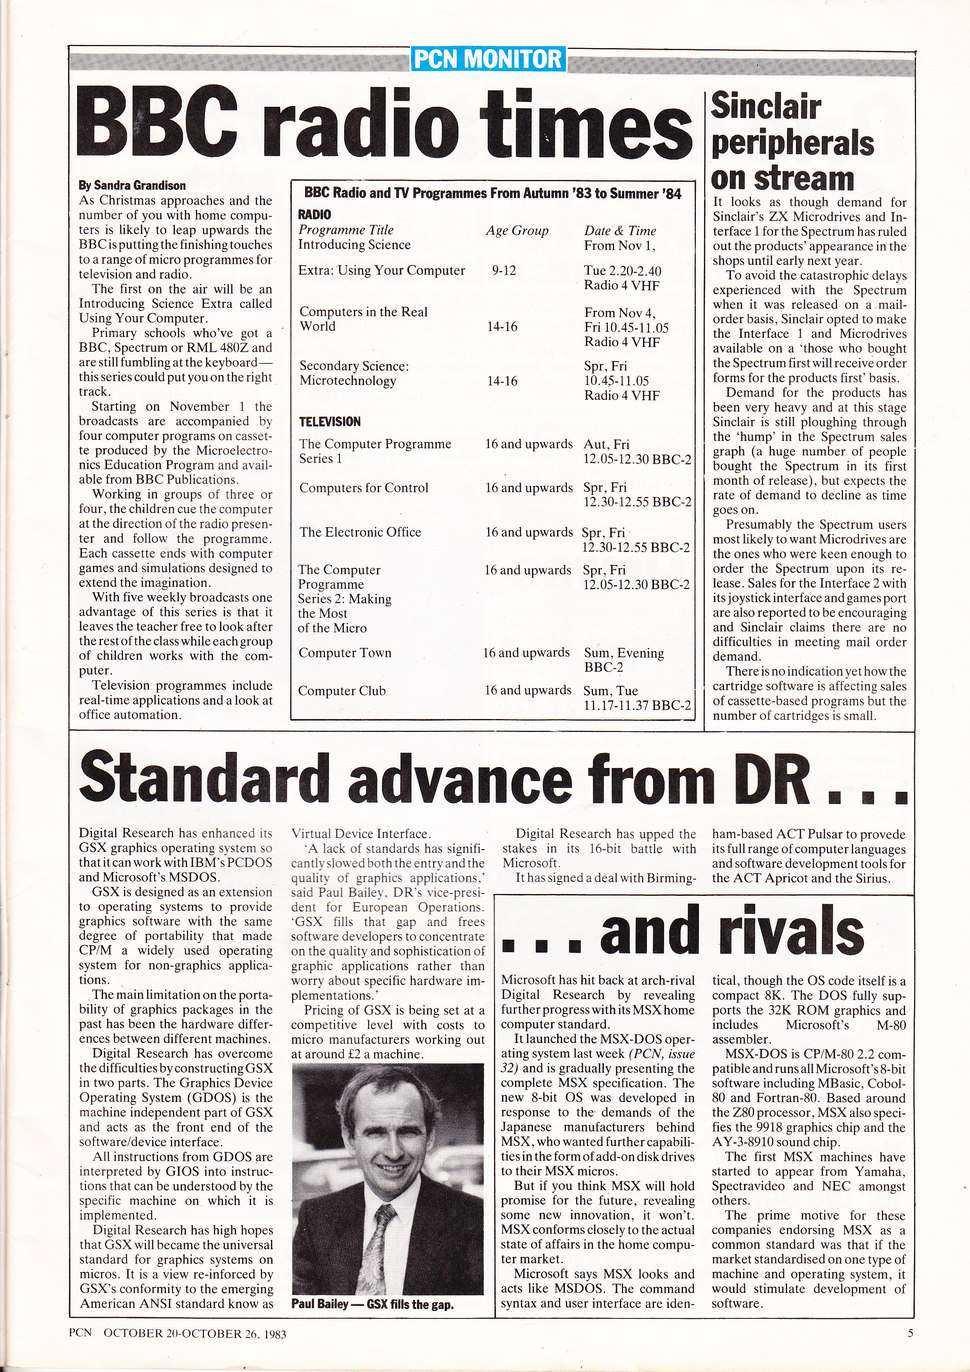 PCN MONITOR
BBC radio times
By Sandra Grandison
As Christmas approaches and the
number of you with home compu-
ters is likely to leap upwards the
BBC is putting the finishing touches
to a range of micro programmes for
television and radio.
The first on the air will be an
Introducing Science Extra called
Using Your Computer.
Primary schools who've got a
BBC, Spectrum or RML 480Z and
are still fumbling at the keyboard —
this series could put you on the right
track.
Starting on November 1 the
broadcasts are accompanied by
four computer programs on casset-
te produced by the Microelectro-
nics Education Program and avail-
able from BBC Publications.
Working in groups of three or
four, the children cue the computer
at the direction of the radio presen-
ter and follow the programme.
Each cassette ends with computer
games and simulations designed to
extend the imagination.
With five weekly broadcasts one
advantage of this series is that it
leaves the teacher free to look after
the rest of the class while each group
of children works with the com-
puter.
Television programmes include
real-time applications and a look at
office automation.
BBC Radio and TV Programmes From Autumn '83 to Summer '84
RADIO
Programme Title Age Group Date & Time
Introducing Science From Nov 1,
Extra: Using Your Computer 9-12 Tue 2.20-2.40
Radio 4 VHF
Computers in the Real From Nov 4,
World 14-16 Fri 10.45-11.05
Radio 4 VHF
Secondary Science: Spr, Fri
Microtechnology 14-16 10.45-11.05
Radio 4 VHF
TELEVISION
The Computer Programme 16 and upwards Aut, Fri
Series 1 12.05-12.30 BBC-2
Computers for Control 16 and upwards Spr, Fri
12.30-12.55 BBC-2
The Electronic Office 16 and upwards Spr, Fri
12.30-12.55 BBC-2
The Computer 16 and upwards Spr, Fri
Programme 12.05-12.30 BBC-2
Series 2: Making
the Most
of the Micro
Computer Town 16 and upwards Sum, Evening
BBC-2
Computer Club 16 and upwards Sum, Tue
11.17-11.37 BBC-2
Sinclair
peripherals
on stream
It looks as though demand for
Sinclair's ZX Microdrives and In-
terface 1 for the Spectrum has ruled
out the products' appearance in the
shops until early next year.
To avoid the catastrophic delays
experienced with the Spectrum
when it was released on a mail-
order basis, Sinclair opted to make
the Interface 1 and Microdrives
available on a 'those who bought
the Spectrum first will receive order
forms for the products first' basis.
Demand for the products has
been very heavy and at this stage
Sinclair is still ploughing through
the 'hump' in the Spectrum sales
graph (a huge number of people
bought the Spectrum in its first
month of release), but expects the
rate of demand to decline as time
goes on.
Presumably the Spectrum users
most likely to want Microdrives are
the ones who were keen enough to
order the Spectrum upon its re-
lease. Sales for the Interface 2 with
its joystick interface and games port
are also reported to be encouraging
and Sinclair claims there are no
difficulties in meeting mail order
demand.
There is no indication yet how the
cartridge software is affecting sales
of cassette-based programs but the
number of cartridges is small.
Standard advance from DR . . .
Digital Research has enhanced its
GSX graphics operating system so
that it can work with IBM's PCDOS
and Microsoft's MSDOS.
GSX is designed as an extension
to operating systems to provide
graphics software with the same
degree of portability that made
CP/M a widely used operating
system for non-graphics applica-
tions.
The main limitation on the porta-
bility of graphics packages in the
past has been the hardware differ-
ences between different machines.
Digital Research has overcome
the difficulties by constructing GSX
in two parts. The Graphics Device
Operating System (GDOS) is the
machine independent part of GSX
and acts as the front end of the
software/device interface.
All instructions from GDOS are
interpreted by GIOS into instruc-
tions that can be understood by the
specific machine on which it is
implemented.
Digital Research has high hopes
that GSX will became the universal
standard for graphics systems on
micros. It is a view re-inforced by
GSX's conformity to the emerging
American ANSI standard know as
Virtual Device Interface.
'A lack of standards has signifi-
cantly slowed both the entry and the
quality of graphics applications,'
said Paul Bailey, DR's vice-presi-
dent for European Operations.
'GSX fills that gap and frees
software developers to concentrate
on the quality and sophistication of
graphic applications rather than
worry about specific hardware im-
plementations.'
Pricing of GSX is being set at a
competitive level with costs to
micro manufacturers working out
at around £2 a machine.
Paul Bailey — GSX fills the gap.
Digital Research has upped the
stakes in its 16-bit battle with
Microsoft.
It has signed a deal with Birming-
ham-based ACT Pulsar to provede
its full range of computer languages
and software development tools for
the ACT Apricot and the Sirius.
. . . and rivals
Microsoft has hit back at arch-rival
Digital Research by revealing
further progress with its MSX home
computer standard.
It launched the MSX-DOS oper-
ating system last week (PCN, issue
32) and is gradually presenting the
complete MSX specification. The
new 8-bit OS was developed in
response to the demands of the
Japanese manufacturers behind
MSX, who wanted further capabili-
ties in the form of add-on disk drives
to their MSX micros.
But if you think MSX will hold
promise for the future, revealing
some new innovation, it won't.
MSX conforms closely to the actual
state of affairs in the home compu-
ter market.
Microsoft says MSX looks and
acts like MSDOS. The command
syntax and user interface are iden-
tical, though the OS code itself is a
compact 8K. The DOS fully sup-
ports the 32K ROM graphics and
includes Microsoft's M-80
assembler.
MSX-DOS is CP/M-80 2.2 com-
patible and runs all Microsoft's 8-bit
software including MBasic, Cobol-
80 and Fortran-80. Based around
the Z80 processor, MSX also speci-
fies the 9918 graphics chip and the
AY-3-8910 sound chip.
The first MSX machines have
started to appear from Yamaha,
Spectravideo and NEC amongst
others.
The prime motive for these
companies endorsing MSX as a
common standard was that if the
market standardised on one type of
machine and operating system, it
would stimulate development of
software.
PCN OCTOBER 20-OCTOBER 26, 1983 5